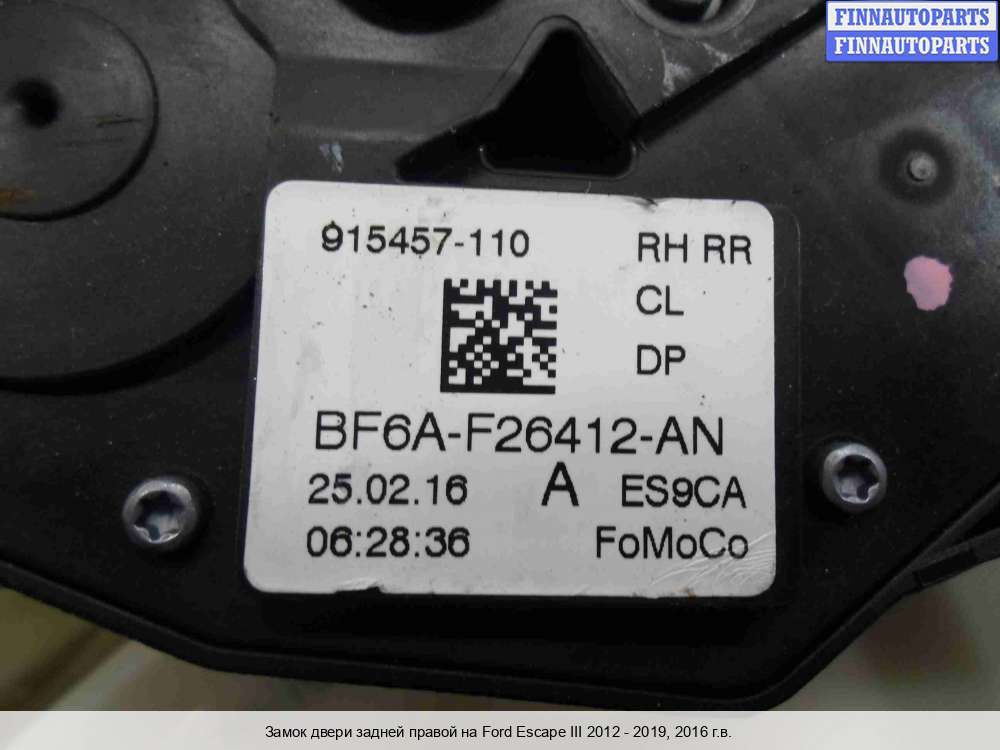 FINNAUTOPARTS
FINNAUTOPARTS
915457-110
RH RR
CL
DP
BF6A-F26412-AN
25.02.16 A ES9CA
06:28:36 FoMoCo
Замок двери задней правой на Ford Escape III 2012 - 2019, 2016 г.в.